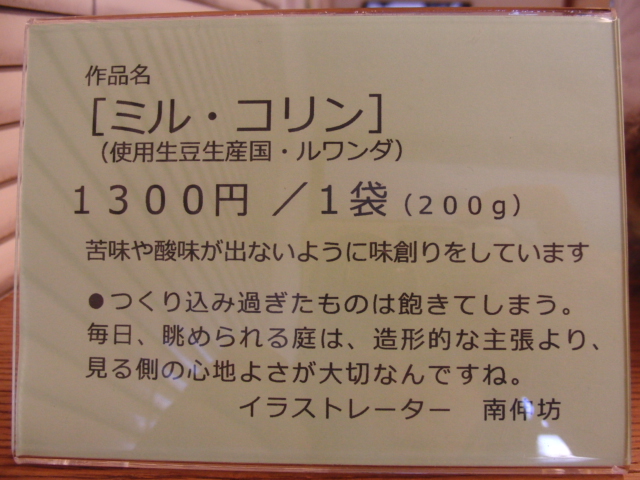 作品名
［ミル・コリン］
（使用生豆生産国・ルワンダ）
１３００円 ／１袋（２００ｇ）
苦味や酸味が出ないように味創りをしています
●つくり込み過ぎたものは飽きてしまう。
毎日、眺められる庭は、造形的な主張より、
見る側の心地よさが大切なんですね。
イラストレーター　南伸坊